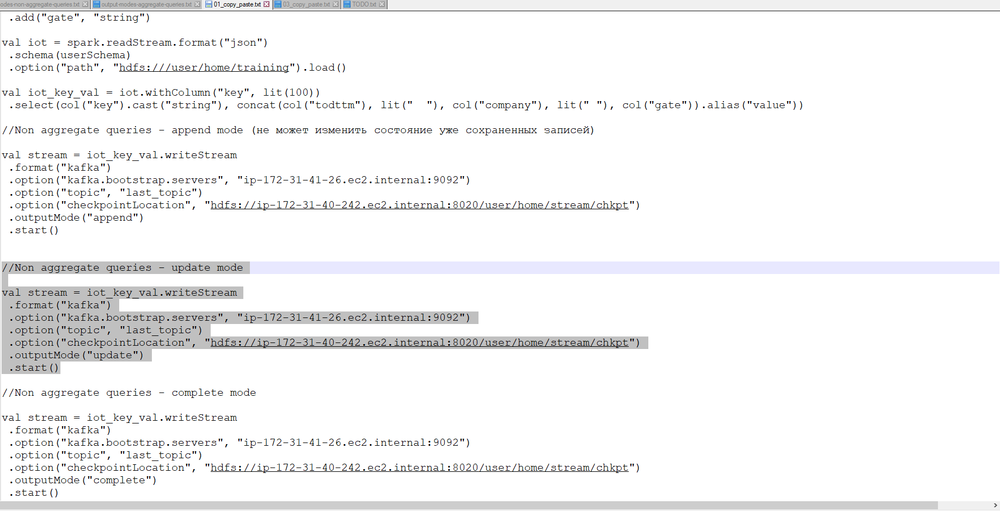 odes-non-aggregate-queries.txt output-modes-aggregate-queries.txt 01_copy_paste.txt 03_copy_paste.txt TODO.txt
.add("gate", "string")
val iot = spark.readStream.format("json")
.schema(userSchema)
.option("path", "hdfs:///user/home/training").load()
val iot_key_val = iot.withColumn("key", lit(100))
.select(col("key").cast("string"), concat(col("todttm"), lit("  "), col("company"), lit(" "), col("gate")).alias("value"))
//Non aggregate queries - append mode (не может изменить состояние уже сохраненных записей)
val stream = iot_key_val.writeStream
.format("kafka")
.option("kafka.bootstrap.servers", "ip-172-31-41-26.ec2.internal:9092")
.option("topic", "last_topic")
.option("checkpointLocation", "hdfs://ip-172-31-40-242.ec2.internal:8020/user/home/stream/chkpt")
.outputMode("append")
.start()
//Non aggregate queries - update mode
val stream = iot_key_val.writeStream
.format("kafka")
.option("kafka.bootstrap.servers", "ip-172-31-41-26.ec2.internal:9092")
.option("topic", "last_topic")
.option("checkpointLocation", "hdfs://ip-172-31-40-242.ec2.internal:8020/user/home/stream/chkpt")
.outputMode("update")
.start()
//Non aggregate queries - complete mode
val stream = iot_key_val.writeStream
.format("kafka")
.option("kafka.bootstrap.servers", "ip-172-31-41-26.ec2.internal:9092")
.option("topic", "last_topic")
.option("checkpointLocation", "hdfs://ip-172-31-40-242.ec2.internal:8020/user/home/stream/chkpt")
.outputMode("complete")
.start()